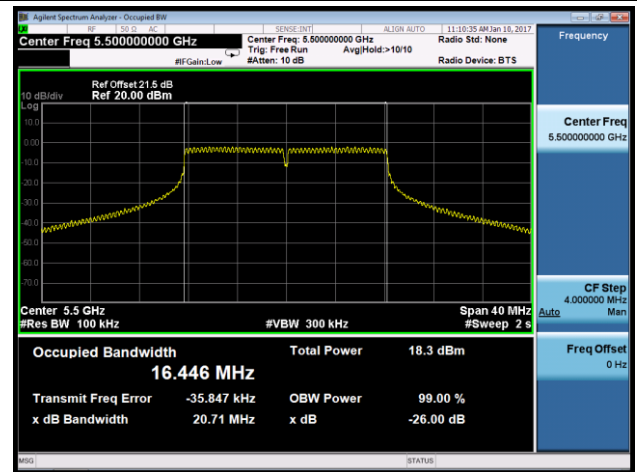 Agilent Spectrum Analyzer - Occupied BW
RF 50 Ω AC SENSE:INT ALIGN AUTO 11:10:35 AM Jan 10, 2017
Center Freq 5.500000000 GHz Center Freq: 5.500000000 GHz Radio Std: None
Trig: Free Run Avg|Hold:>10/10
#IFGain:Low #Atten: 10 dB Radio Device: BTS
Ref Offset 21.5 dB
10 dB/div Ref 20.00 dBm
Log
10.0
0.00
-10.0
-20.0
-30.0
-40.0
-50.0
-60.0
-70.0
Center 5.5 GHz Span 40 MHz
#Res BW 100 kHz #VBW 300 kHz #Sweep 2 s
Occupied Bandwidth Total Power 18.3 dBm
16.446 MHz
Transmit Freq Error -35.847 kHz OBW Power 99.00 %
x dB Bandwidth 20.71 MHz x dB -26.00 dB
MSG STATUS
Frequency
Center Freq
5.500000000 GHz
CF Step
4.000000 MHz
Auto Man
Freq Offset
0 Hz